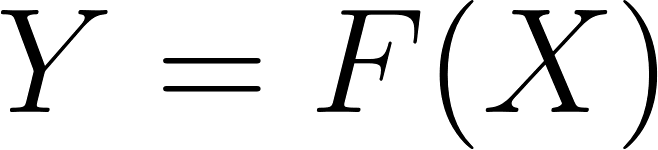 Y = F(X)